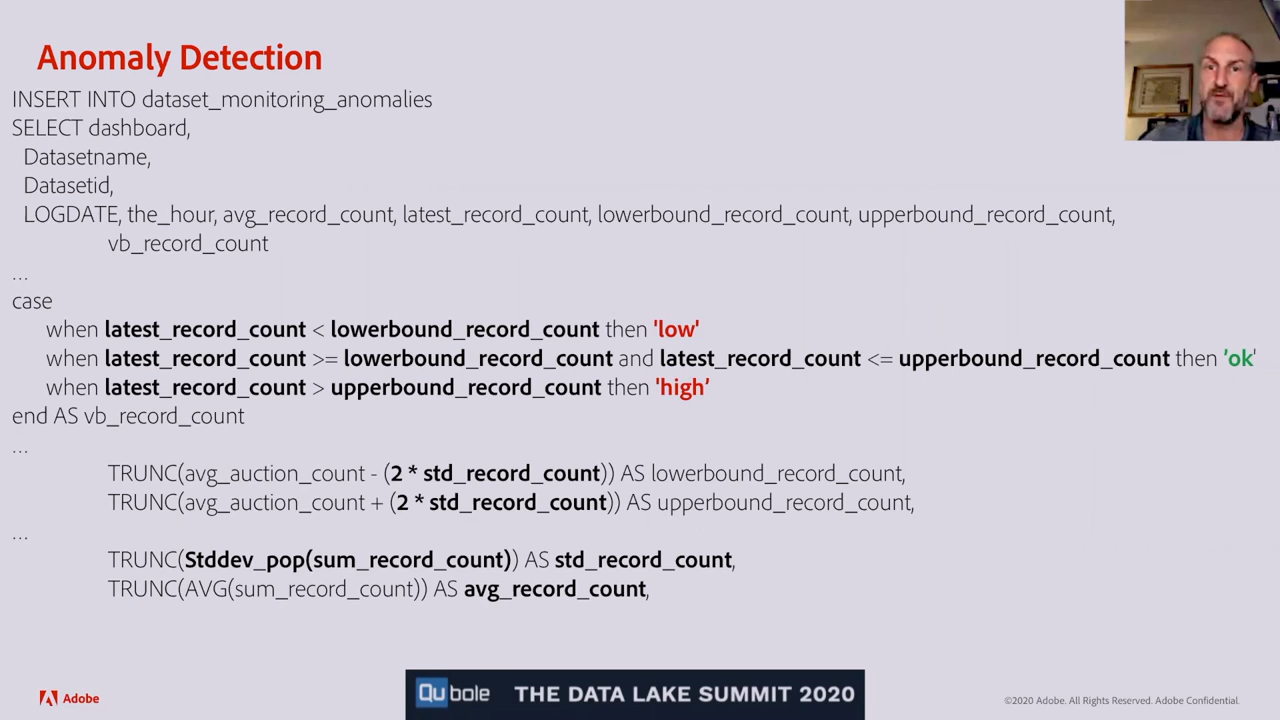 Anomaly Detection
INSERT INTO dataset_monitoring_anomalies
SELECT dashboard,
Datasetname,
Datasetid,
LOGDATE, the_hour, avg_record_count, latest_record_count, lowerbound_record_count, upperbound_record_count,
vb_record_count
...
case
when latest_record_count < lowerbound_record_count then 'low'
when latest_record_count >= lowerbound_record_count and latest_record_count <= upperbound_record_count then 'ok'
when latest_record_count > upperbound_record_count then 'high'
end AS vb_record_count
...
TRUNC(avg_auction_count - (2 * std_record_count)) AS lowerbound_record_count,
TRUNC(avg_auction_count + (2 * std_record_count)) AS upperbound_record_count,
...
TRUNC(Stddev_pop(sum_record_count)) AS std_record_count,
TRUNC(AVG(sum_record_count)) AS avg_record_count,
Adobe
Qubole THE DATA LAKE SUMMIT 2020
©2020 Adobe. All Rights Reserved. Adobe Confidential.